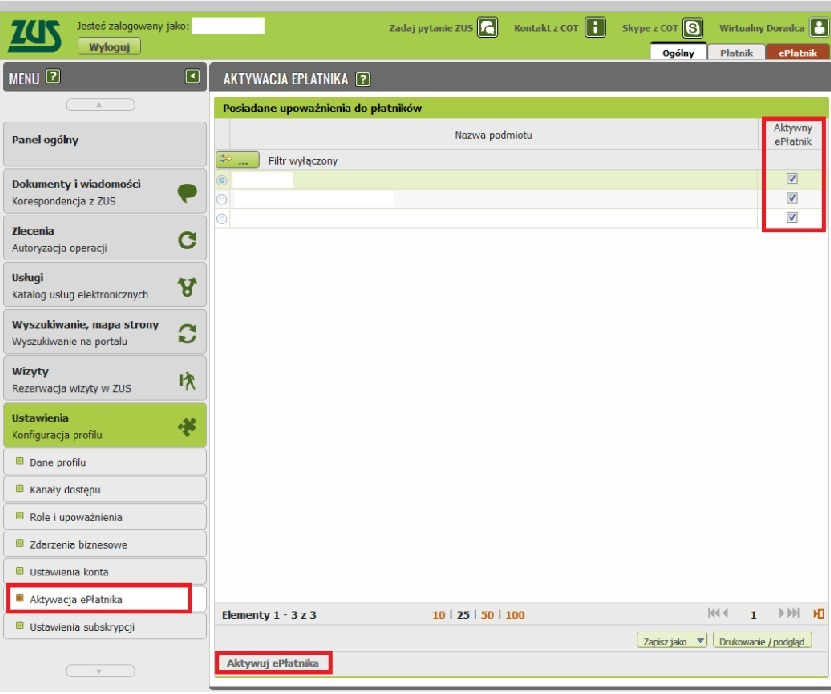 ZUS
Jesteś zalogowany jako:
Wyloguj
Zadaj pytanie ZUS
Kontakt z COT
Skype z COT
Wirtualny Doradca
Ogólny
Płatnik
ePłatnik
MENU ?
AKTYWACJA EPŁATNIKA ?
Posiadane upoważnienia do płatników
Nazwa podmiotu
Aktywny
ePłatnik
... Filtr wyłączony
Panel ogólny
Dokumenty i wiadomości
Korespondencja z ZUS
Zlecenia
Autoryzacja operacji
Usługi
Katalog usług elektronicznych
Wyszukiwanie, mapa strony
Wyszukiwanie na portalu
Wizyty
Rezerwacja wizyty w ZUS
Ustawienia
Konfiguracja profilu
Dane profilu
Kanały dostępu
Role i upoważnienia
Zdarzenia biznesowe
Ustawienia konta
Aktywacja ePłatnika
Ustawienia subskrypcji
Elementy 1 - 3 z 3
10 | 25 | 50 | 100
1
Zapisz jako
Drukowanie / podgląd
Aktywuj ePłatnika